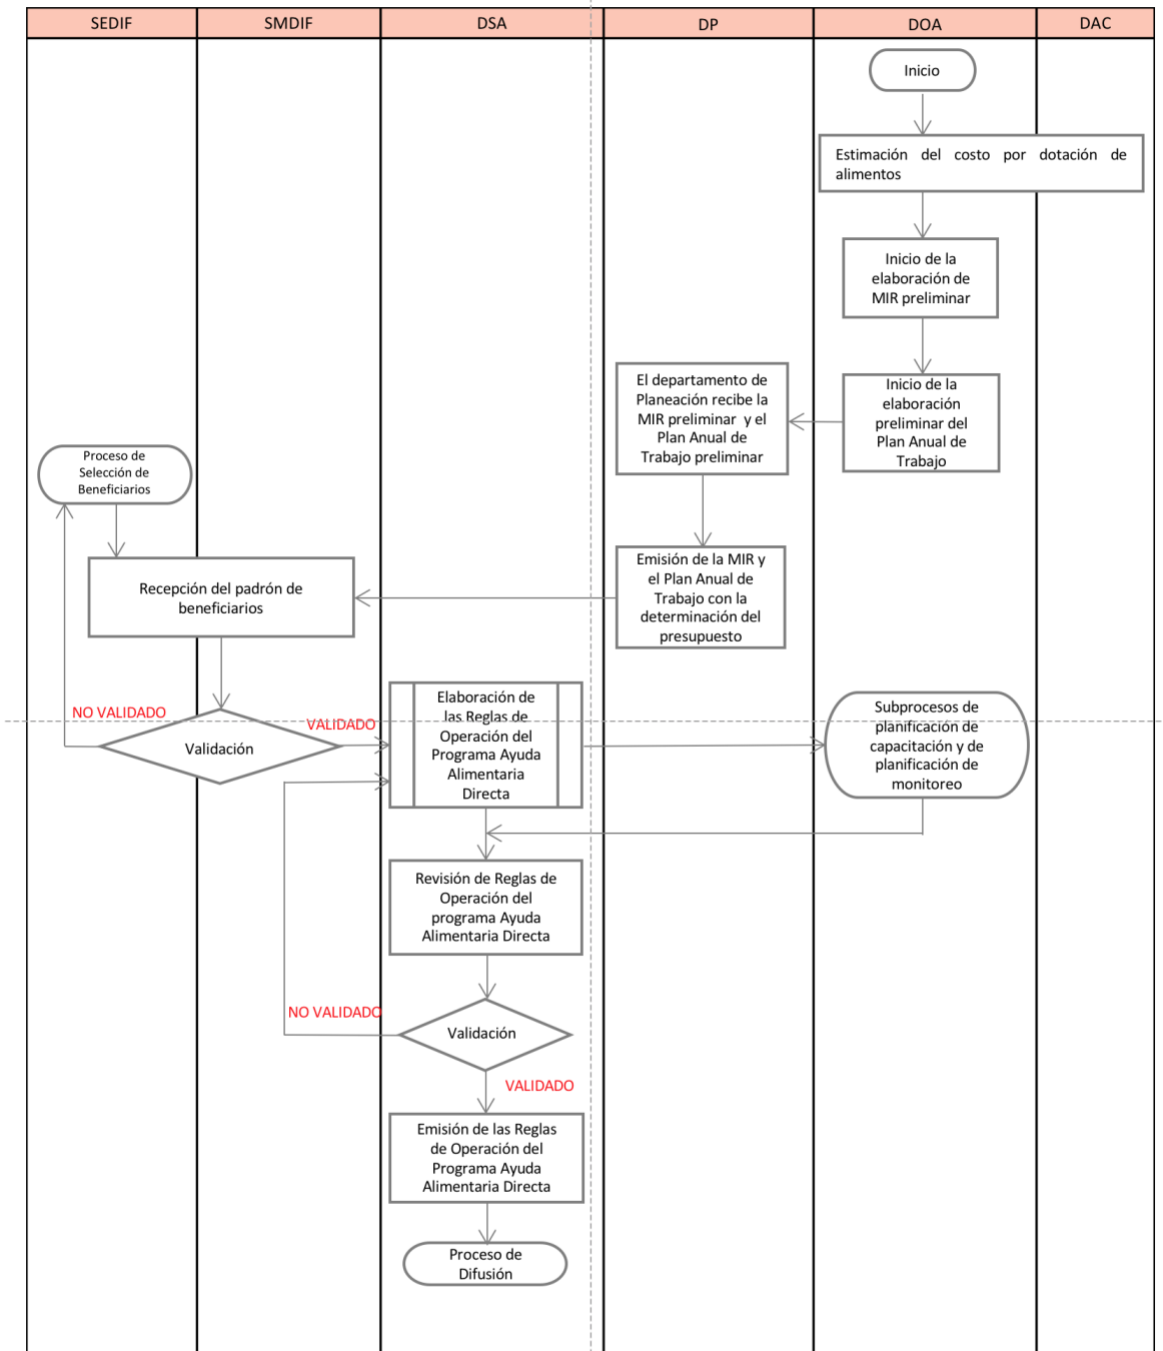 SEDIF
SMDIF
DSA
DP
DOA
DAC
Inicio
Estimación del costo por dotación de
alimentos
Inicio de la
elaboración de
MIR preliminar
Inicio de la
elaboración
preliminar del
Plan Anual de
Trabajo
El departamento de
Planeación recibe la
MIR preliminar y el
Plan Anual de
Trabajo preliminar
Emisión de la MIR y
el Plan Anual de
Trabajo con la
determinación del
presupuesto
Proceso de
Selección de
Beneficiarios
Recepción del padrón de
beneficiarios
NO VALIDADO
Validación
VALIDADO
Elaboración de
las Reglas de
Operación del
Programa Ayuda
Alimentaria
Directa
Subprocesos de
planificación de
capacitación y de
planificación de
monitoreo
Revisión de Reglas de
Operación del
programa Ayuda
Alimentaria Directa
NO VALIDADO
Validación
VALIDADO
Emisión de las Reglas
de Operación del
Programa Ayuda
Alimentaria Directa
Proceso de
Difusión